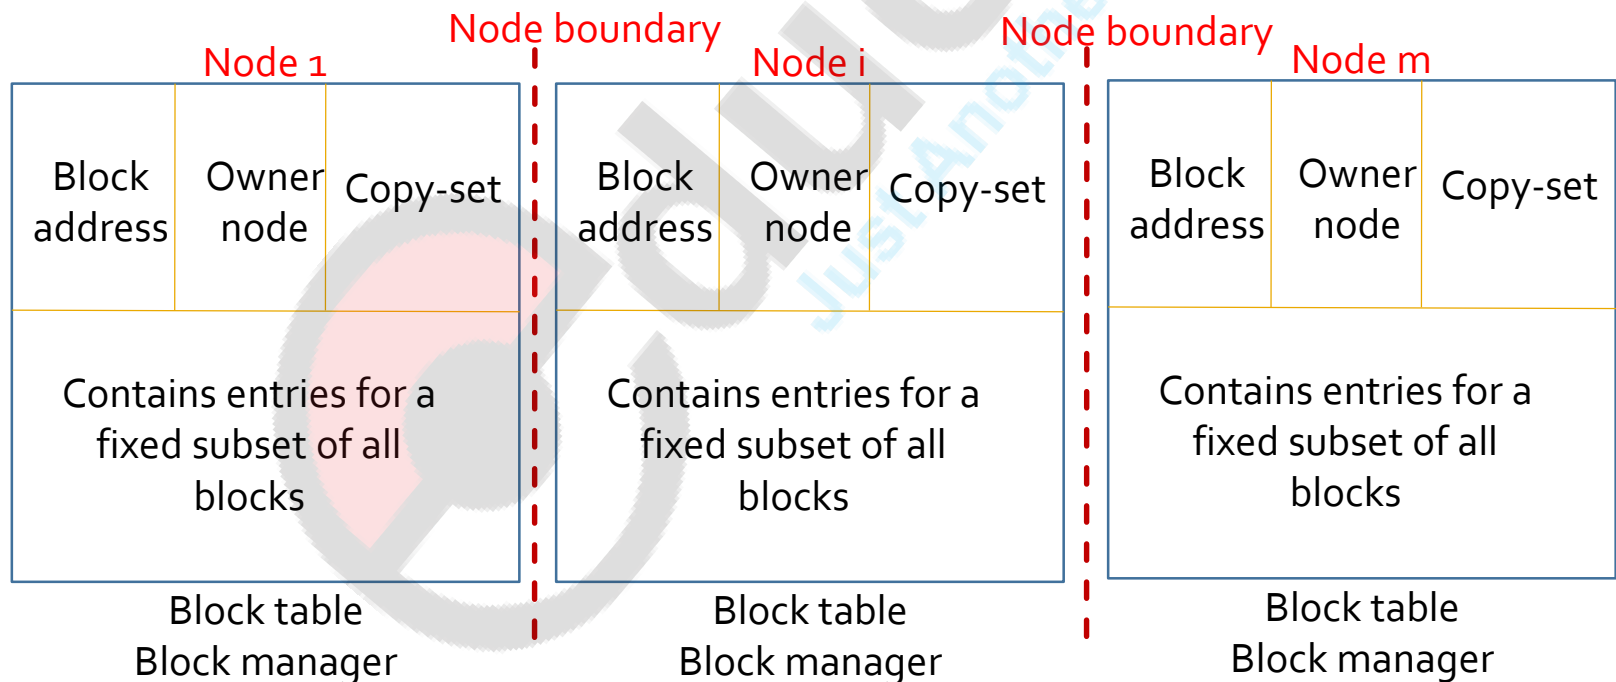 Node boundary
Node boundary
Node 1
Node i
Node m
Block
address
Owner
node
Copy-set
Block
address
Owner
node
Copy-set
Block
address
Owner
node
Copy-set
Contains entries for a
fixed subset of all
blocks
Contains entries for a
fixed subset of all
blocks
Contains entries for a
fixed subset of all
blocks
Block table
Block manager
Block table
Block manager
Block table
Block manager
Just